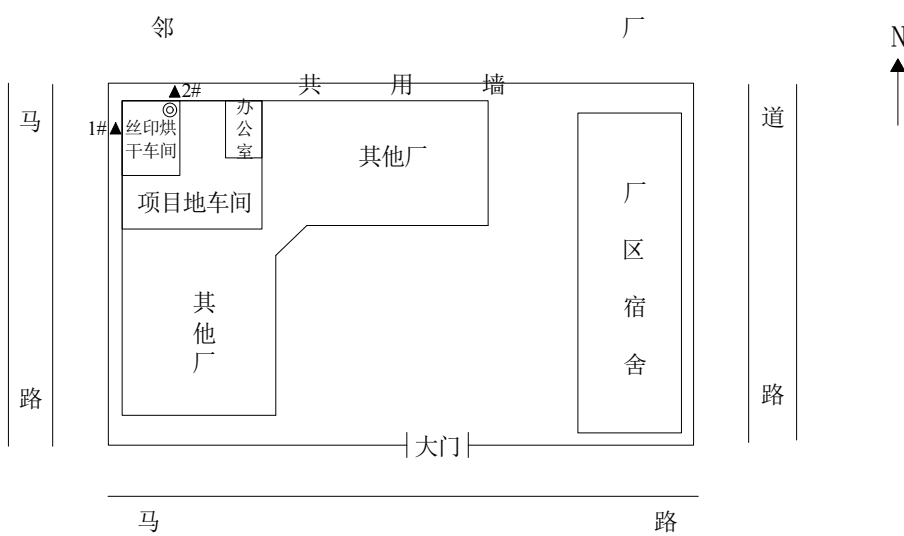 邻 厂
N
共 用 墙
马 路
道 路
▲2#
1#▲
丝印烘
干车间
办公室
其他厂
项目地车间
其他厂
厂区宿舍
大门
马 路